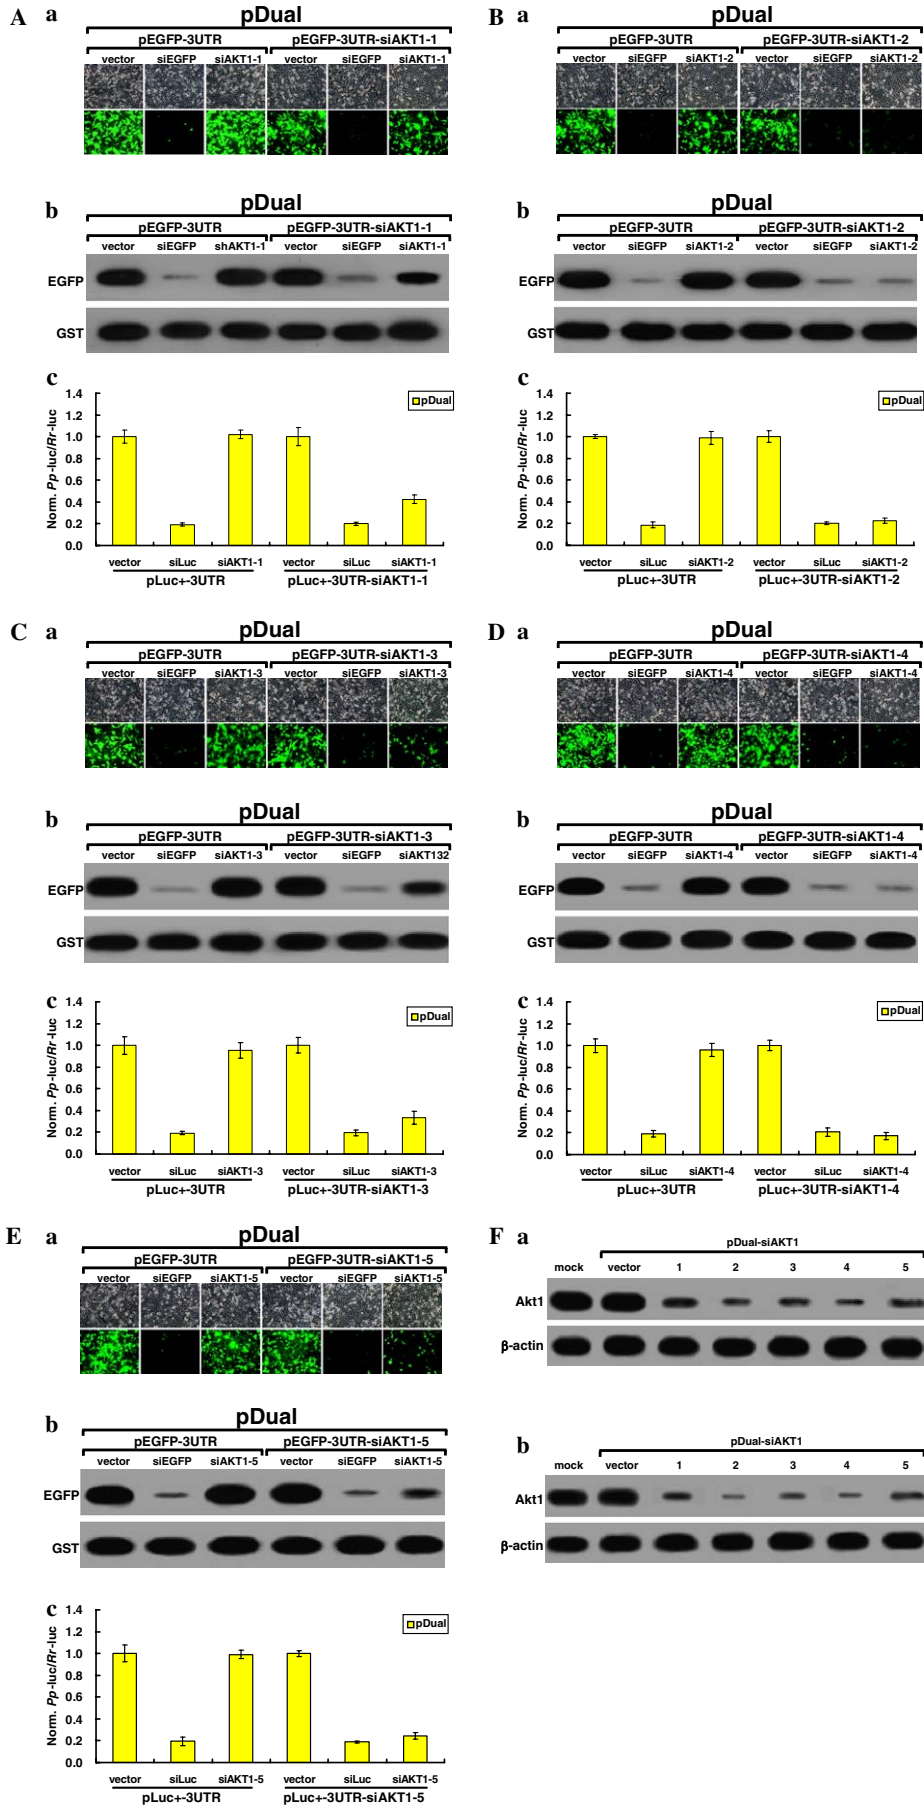 A a
pDual
pEGFP-3UTR pEGFP-3UTR-siAKT1-1
vector siEGFP siAKT1-1 vector siEGFP siAKT1-1
b
pDual
pEGFP-3UTR pEGFP-3UTR-siAKT1-1
vector siEGFP shAKT1-1 vector siEGFP siAKT1-1
EGFP
GST
c
1.4
1.2
1.0
0.8
0.6
0.4
0.2
0.0
Norm. Pp-luc/Rr-luc
pDual
vector siLuc siAKT1-1 vector siLuc siAKT1-1
pLuc+-3UTR pLuc+-3UTR-siAKT1-1
B a
pDual
pEGFP-3UTR pEGFP-3UTR-siAKT1-2
vector siEGFP siAKT1-2 vector siEGFP siAKT1-2
b
pDual
pEGFP-3UTR pEGFP-3UTR-siAKT1-2
vector siEGFP siAKT1-2 vector siEGFP siAKT1-2
EGFP
GST
c
1.4
1.2
1.0
0.8
0.6
0.4
0.2
0.0
Norm. Pp-luc/Rr-luc
pDual
vector siLuc siAKT1-2 vector siLuc siAKT1-2
pLuc+-3UTR pLuc+-3UTR-siAKT1-2
C a
pDual
pEGFP-3UTR pEGFP-3UTR-siAKT1-3
vector siEGFP siAKT1-3 vector siEGFP siAKT1-3
b
pDual
pEGFP-3UTR pEGFP-3UTR-siAKT1-3
vector siEGFP siAKT1-3 vector siEGFP siAKT132
EGFP
GST
c
1.4
1.2
1.0
0.8
0.6
0.4
0.2
0.0
Norm. Pp-luc/Rr-luc
pDual
vector siLuc siAKT1-3 vector siLuc siAKT1-3
pLuc+-3UTR pLuc+-3UTR-siAKT1-3
D a
pDual
pEGFP-3UTR pEGFP-3UTR-siAKT1-4
vector siEGFP siAKT1-4 vector siEGFP siAKT1-4
b
pDual
pEGFP-3UTR pEGFP-3UTR-siAKT1-4
vector siEGFP siAKT1-4 vector siEGFP siAKT1-4
EGFP
GST
c
1.4
1.2
1.0
0.8
0.6
0.4
0.2
0.0
Norm. Pp-luc/Rr-luc
pDual
vector siLuc siAKT1-4 vector siLuc siAKT1-4
pLuc+-3UTR pLuc+-3UTR-siAKT1-4
E a
pDual
pEGFP-3UTR pEGFP-3UTR-siAKT1-5
vector siEGFP siAKT1-5 vector siEGFP siAKT1-5
b
pDual
pEGFP-3UTR pEGFP-3UTR-siAKT1-5
vector siEGFP siAKT1-5 vector siEGFP siAKT1-5
EGFP
GST
c
1.4
1.2
1.0
0.8
0.6
0.4
0.2
0.0
Norm. Pp-luc/Rr-luc
pDual
vector siLuc siAKT1-5 vector siLuc siAKT1-5
pLuc+-3UTR pLuc+-3UTR-siAKT1-5
F a
pDual-siAKT1
mock vector 1 2 3 4 5
Akt1
β-actin
b
pDual-siAKT1
mock vector 1 2 3 4 5
Akt1
β-actin